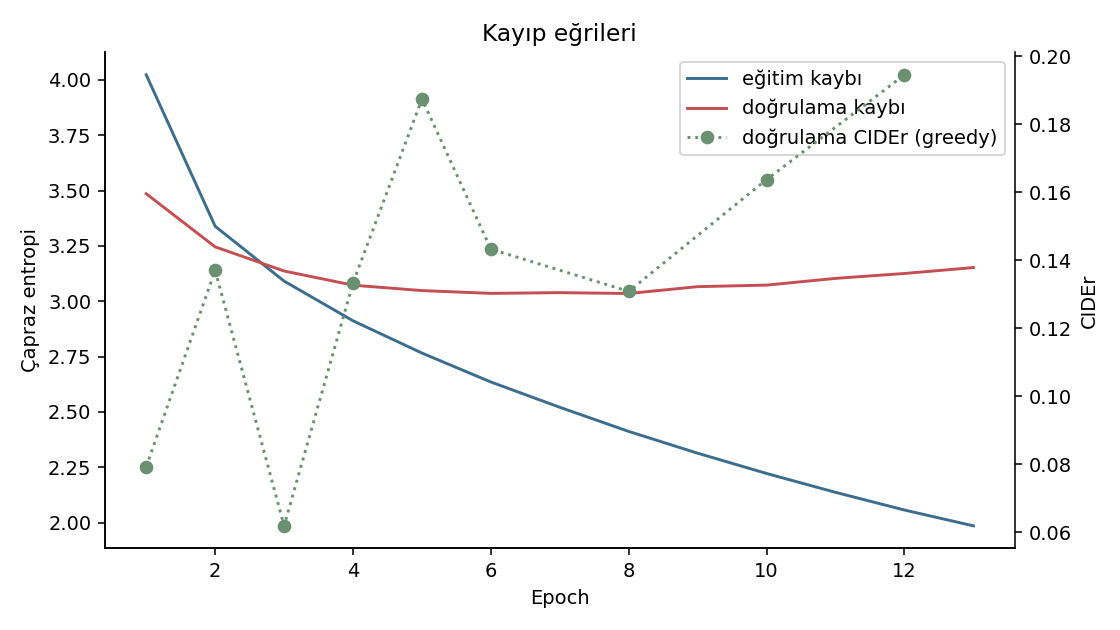 Kayıp eğrileri
eğitim kaybı
doğrulama kaybı
doğrulama CIDEr (greedy)
Çapraz entropi
4.00
3.75
3.50
3.25
3.00
2.75
2.50
2.25
2.00
0.20
0.18
0.16
0.14
0.12
0.10
0.08
0.06
CIDEr
2 4 6 8 10 12
Epoch